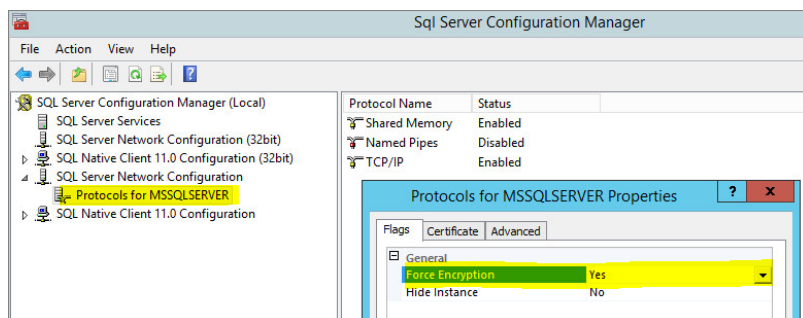 Sql Server Configuration Manager
File Action View Help
SQL Server Configuration Manager (Local)
SQL Server Services
SQL Server Network Configuration (32bit)
SQL Native Client 11.0 Configuration (32bit)
SQL Server Network Configuration
Protocols for MSSQLSERVER
SQL Native Client 11.0 Configuration
Protocol Name Status
Shared Memory Enabled
Named Pipes Disabled
TCP/IP Enabled
Protocols for MSSQLSERVER Properties ? x
Flags Certificate Advanced
General
Force Encryption Yes
Hide Instance No